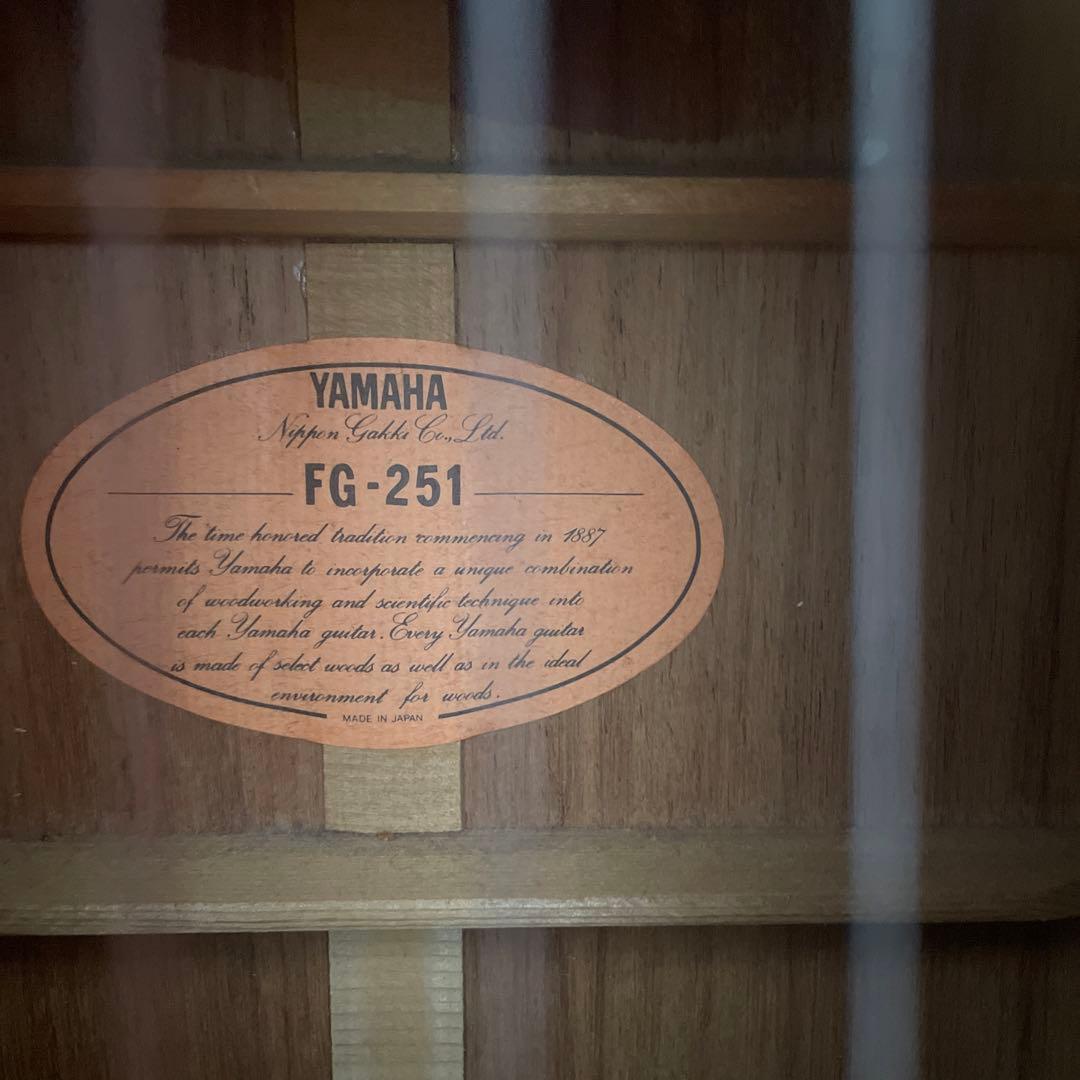 YAMAHA
Nippon Gakki Co., Ltd.
FG-251
The time honored tradition commencing in 1887
permits Yamaha to incorporate a unique combination
of woodworking and scientific technique into
each Yamaha guitar. Every Yamaha guitar
is made of select woods as well as in the ideal
environment for woods.
MADE IN JAPAN